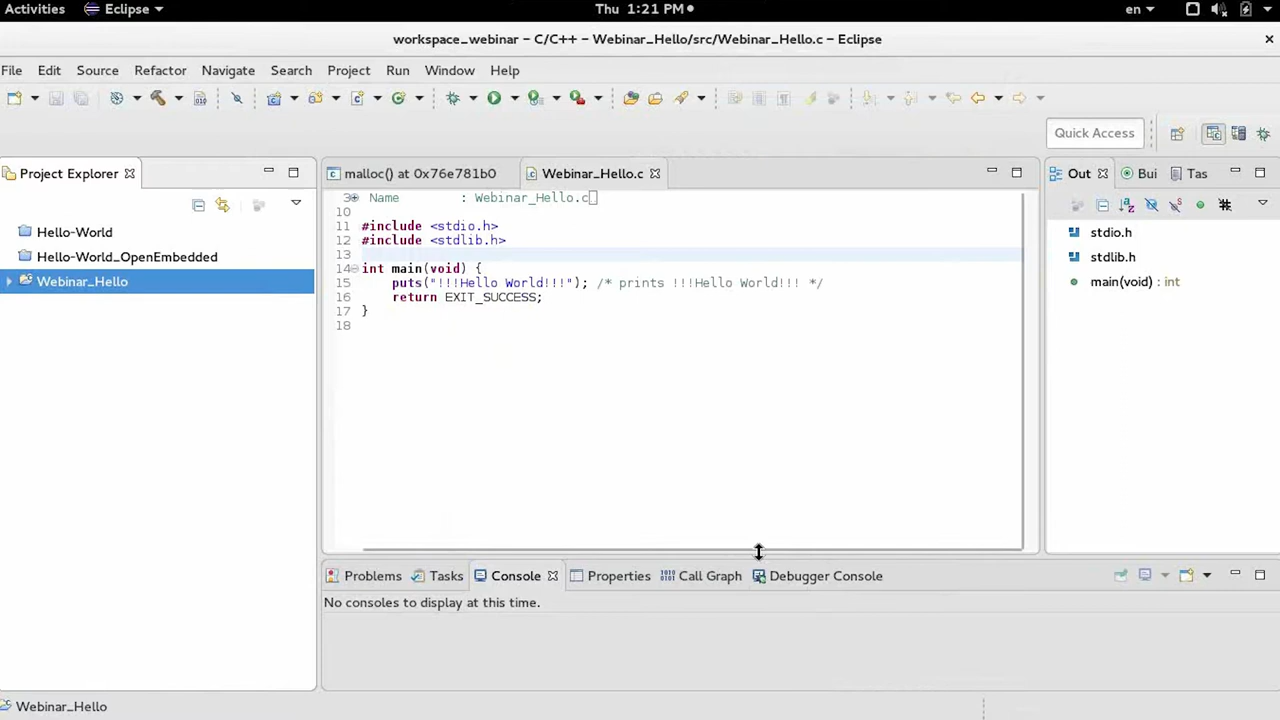 Activities Eclipse Thu 1:21 PM en
workspace_webinar – C/C++ – Webinar_Hello/src/Webinar_Hello.c – Eclipse
File Edit Source Refactor Navigate Search Project Run Window Help
Quick Access
Project Explorer malloc() at 0x76e781b0 Webinar_Hello.c Out Bui Tas
Hello-World
Hello-World_OpenEmbedded
Webinar_Hello
3 Name : Webinar_Hello.c
10
11 #include <stdio.h>
12 #include <stdlib.h>
13
14 int main(void) {
15 puts("!!!Hello World!!!"); /* prints !!!Hello World!!! */
16 return EXIT_SUCCESS;
17 }
18
stdio.h
stdlib.h
main(void) : int
Problems Tasks Console Properties Call Graph Debugger Console
No consoles to display at this time.
Webinar_Hello